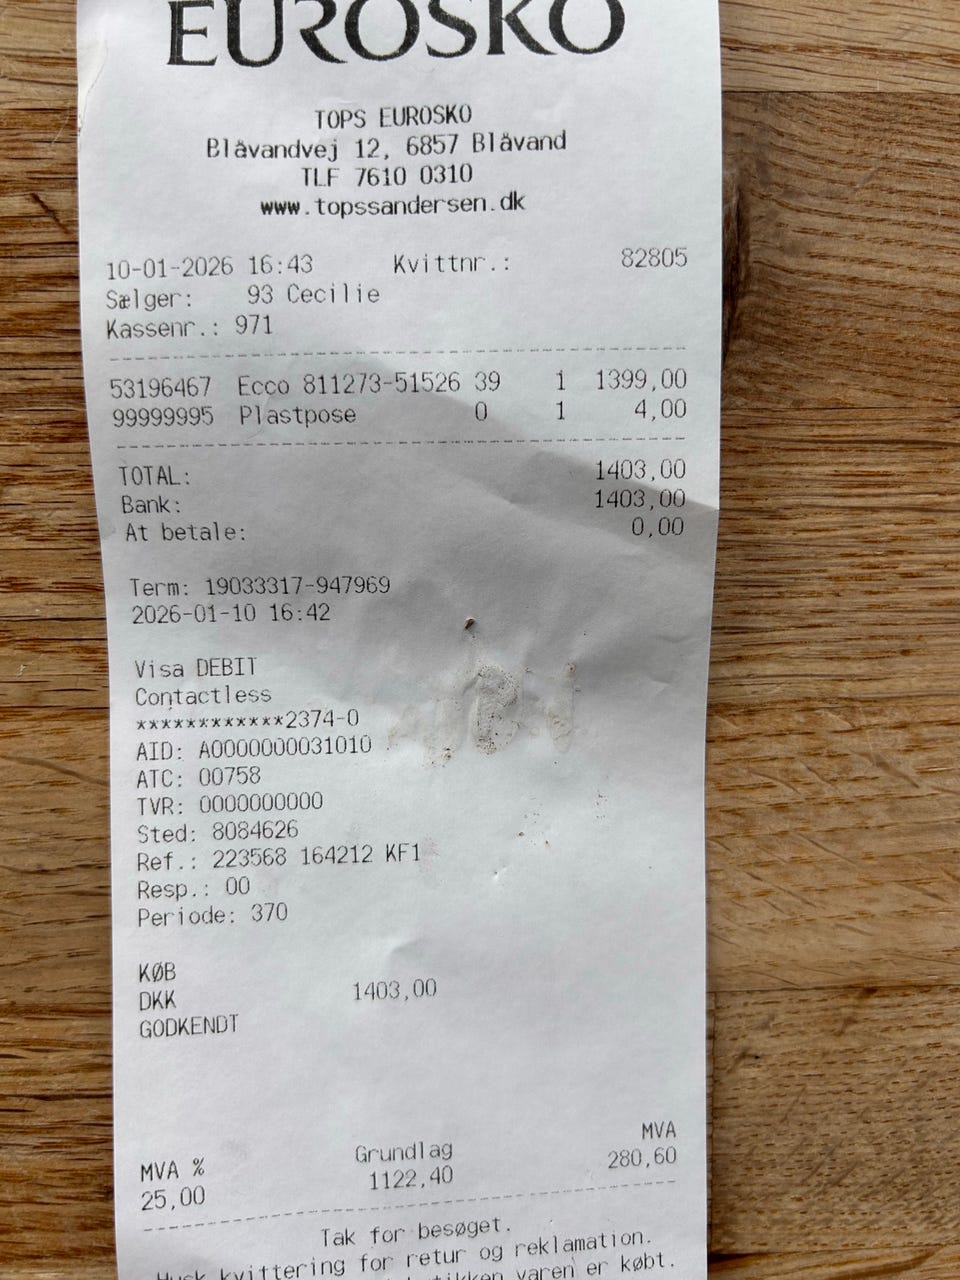 EUROSKO
TOPS EUROSKO
Blåvandvej 12, 6857 Blåvand
TLF 7610 0310
www.topssandersen.dk
10-01-2026 16:43 Kvittnr.: 82805
Sælger: 93 Cecilie
Kassenr.: 971
53196467 Ecco 811273-51526 39 1 1399,00
99999995 Plastpose 0 1 4,00
TOTAL: 1403,00
Bank: 1403,00
At betale: 0,00
Term: 19033317-947969
2026-01-10 16:42
Visa DEBIT
Contactless
************2374-0
AID: A0000000031010
ATC: 00758
TVR: 0000000000
Sted: 8084626
Ref.: 223568 164212 KF1
Resp.: 00
Periode: 370
KØB
DKK 1403,00
GODKENDT
MVA % Grundlag MVA
25,00 1122,40 280,60
Tak for besøget.
Husk kvittering for retur og reklamation.
varen er købt.